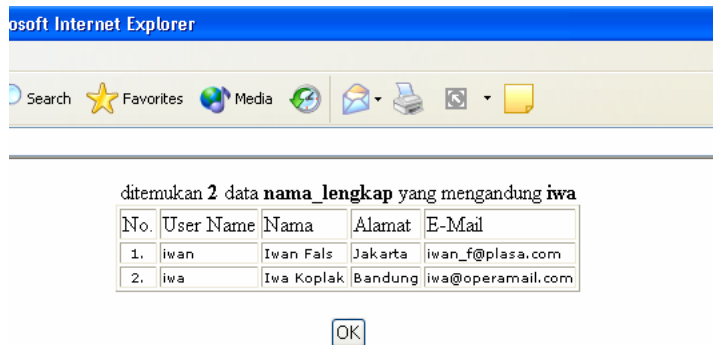 osoft Internet Explorer
Search Favorites Media
ditemukan 2 data nama_lengkap yang mengandung iwa
No. User Name Nama Alamat E-Mail
1. iwan Iwan Fals Jakarta iwan_f@plasa.com
2. iwa Iwa Koplak Bandung iwa@operamail.com
OK